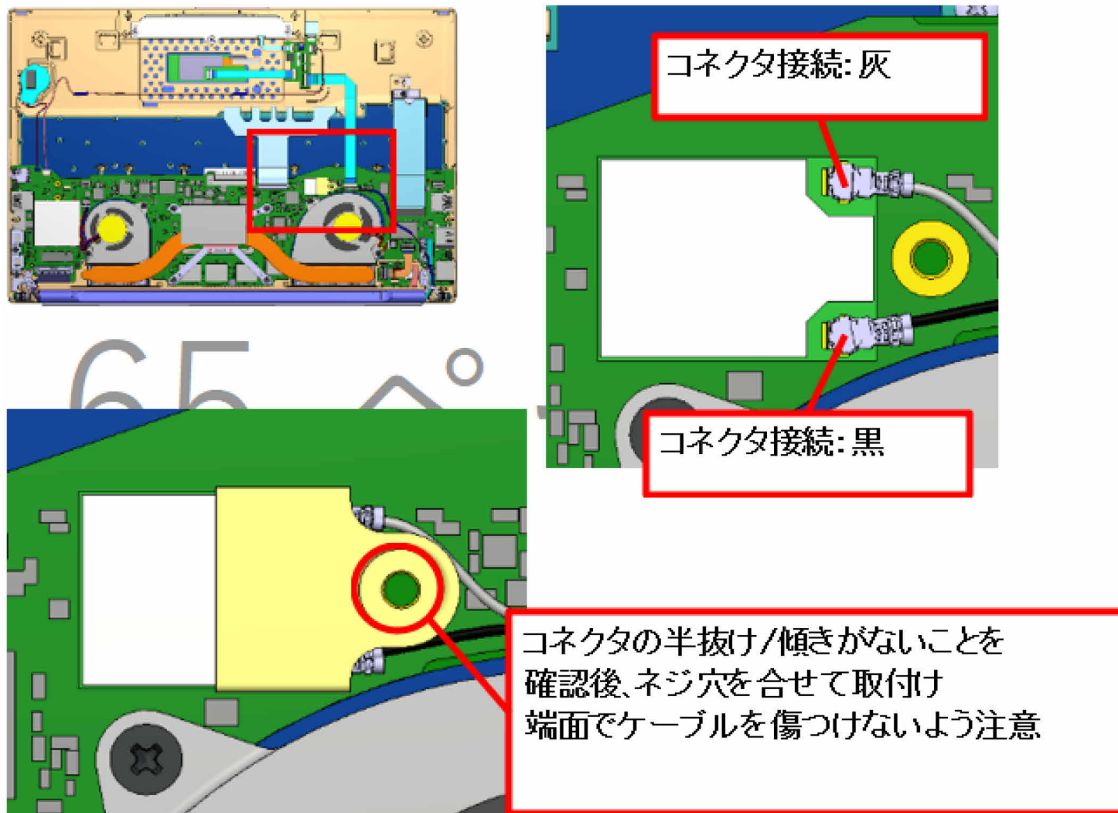 コネクタ接続: 灰
コネクタ接続: 黒
65 ペ
コネクタの半抜け/傾きがないことを
確認後、ネジ穴を合せて取付け
端面でケーブルを傷つけないよう注意